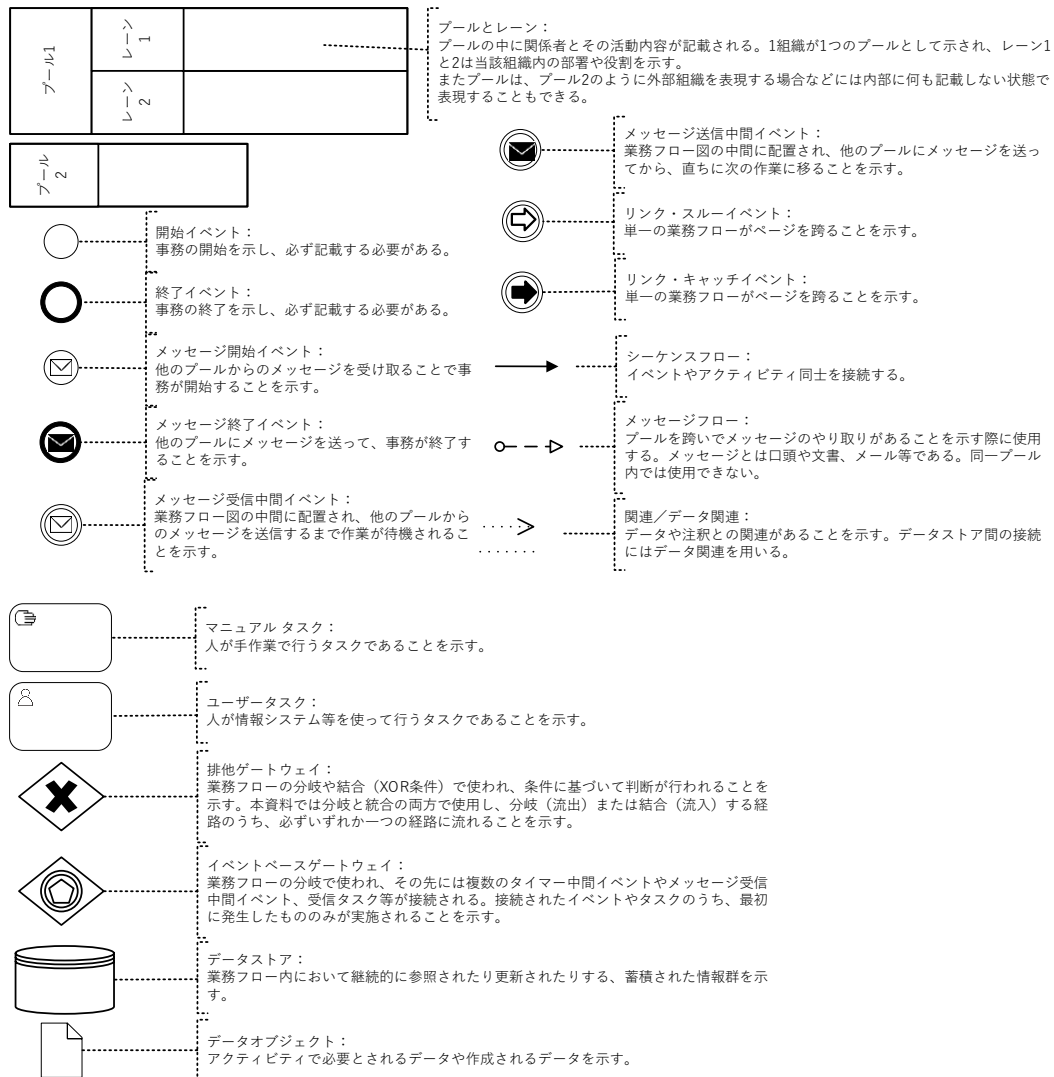 プール1
レーン
1
レーン
2
プールとレーン：
プールの中に関係者とその活動内容が記載される。1組織が1つのプールとして示され、レーン1
と2は当該組織内の部署や役割を示す。
またプールは、プール2のように外部組織を表現する場合などには内部に何も記載しない状態で
表現することもできる。
プール
2
開始イベント：
事務の開始を示し、必ず記載する必要がある。
終了イベント：
事務の終了を示し、必ず記載する必要がある。
メッセージ開始イベント：
他のプールからのメッセージを受け取ることで事
務が開始することを示す。
メッセージ終了イベント：
他のプールにメッセージを送って、事務が終了す
ることを示す。
メッセージ受信中間イベント：
業務フロー図の中間に配置され、他のプールから
のメッセージを送信するまで作業が待機されるこ
とを示す。
メッセージ送信中間イベント：
業務フロー図の中間に配置され、他のプールにメッセージを送っ
てから、直ちに次の作業に移ることを示す。
リンク・スルーイベント：
単一の業務フローがページを跨ることを示す。
リンク・キャッチイベント：
単一の業務フローがページを跨ることを示す。
シーケンスフロー：
イベントやアクティビティ同士を接続する。
メッセージフロー：
プールを跨いでメッセージのやり取りがあることを示す際に使用
する。メッセージとは口頭や文書、メール等である。同一プール
内では使用できない。
関連／データ関連：
データや注釈との関連があることを示す。データストア間の接続
にはデータ関連を用いる。
マニュアル タスク：
人が手作業で行うタスクであることを示す。
ユーザータスク：
人が情報システム等を使って行うタスクであることを示す。
排他ゲートウェイ：
業務フローの分岐や結合（XOR条件）で使われ、条件に基づいて判断が行われることを
示す。本資料では分岐と統合の両方で使用し、分岐（流出）または結合（流入）する経
路のうち、必ずいずれか一つの経路に流れることを示す。
イベントベースゲートウェイ：
業務フローの分岐で使われ、その先には複数のタイマー中間イベントやメッセージ受信
中間イベント、受信タスク等が接続される。接続されたイベントやタスクのうち、最初
に発生したもののみが実施されることを示す。
データストア：
業務フロー内において継続的に参照されたり更新されたりする、蓄積された情報群を示
す。
データオブジェクト：
アクティビティで必要とされるデータや作成されるデータを示す。